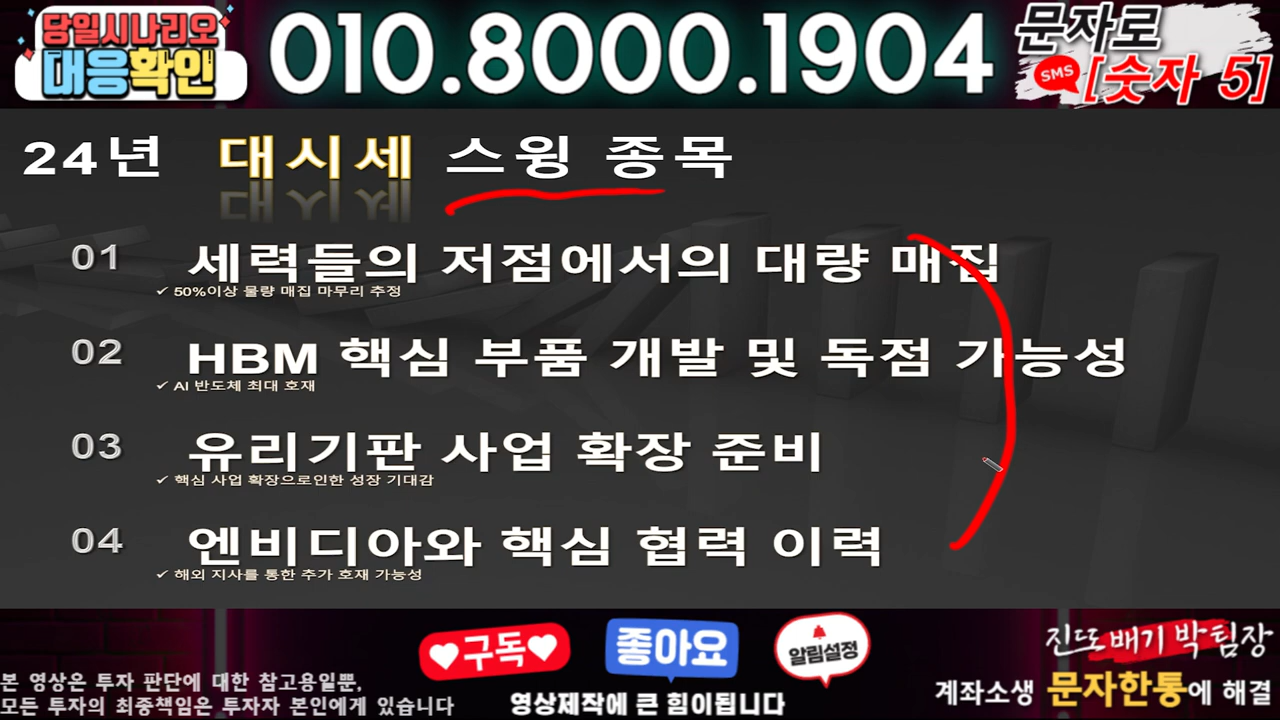 당일시나리오
대응확인
010.8000.1904
문자로
SMS
[숫자 5]
24년 대시세 스윙 종목
01 세력들의 저점에서의 대량 매집
✓ 50%이상 물량 매집 마무리 추정
02 HBM 핵심 부품 개발 및 독점 가능성
✓ AI 반도체 최대 호재
03 유리기판 사업 확장 준비
✓ 핵심 사업 확장으로인한 성장 기대감
04 엔비디아와 핵심 협력 이력
✓ 해외 지사를 통한 추가 호재 가능성
본 영상은 투자 판단에 대한 참고용일뿐,
모든 투자의 최종책임은 투자자 본인에게 있습니다
구독
좋아요
알림설정
영상제작에 큰 힘이됩니다
진또배기 박팀장
계좌소생 문자한통에 해결